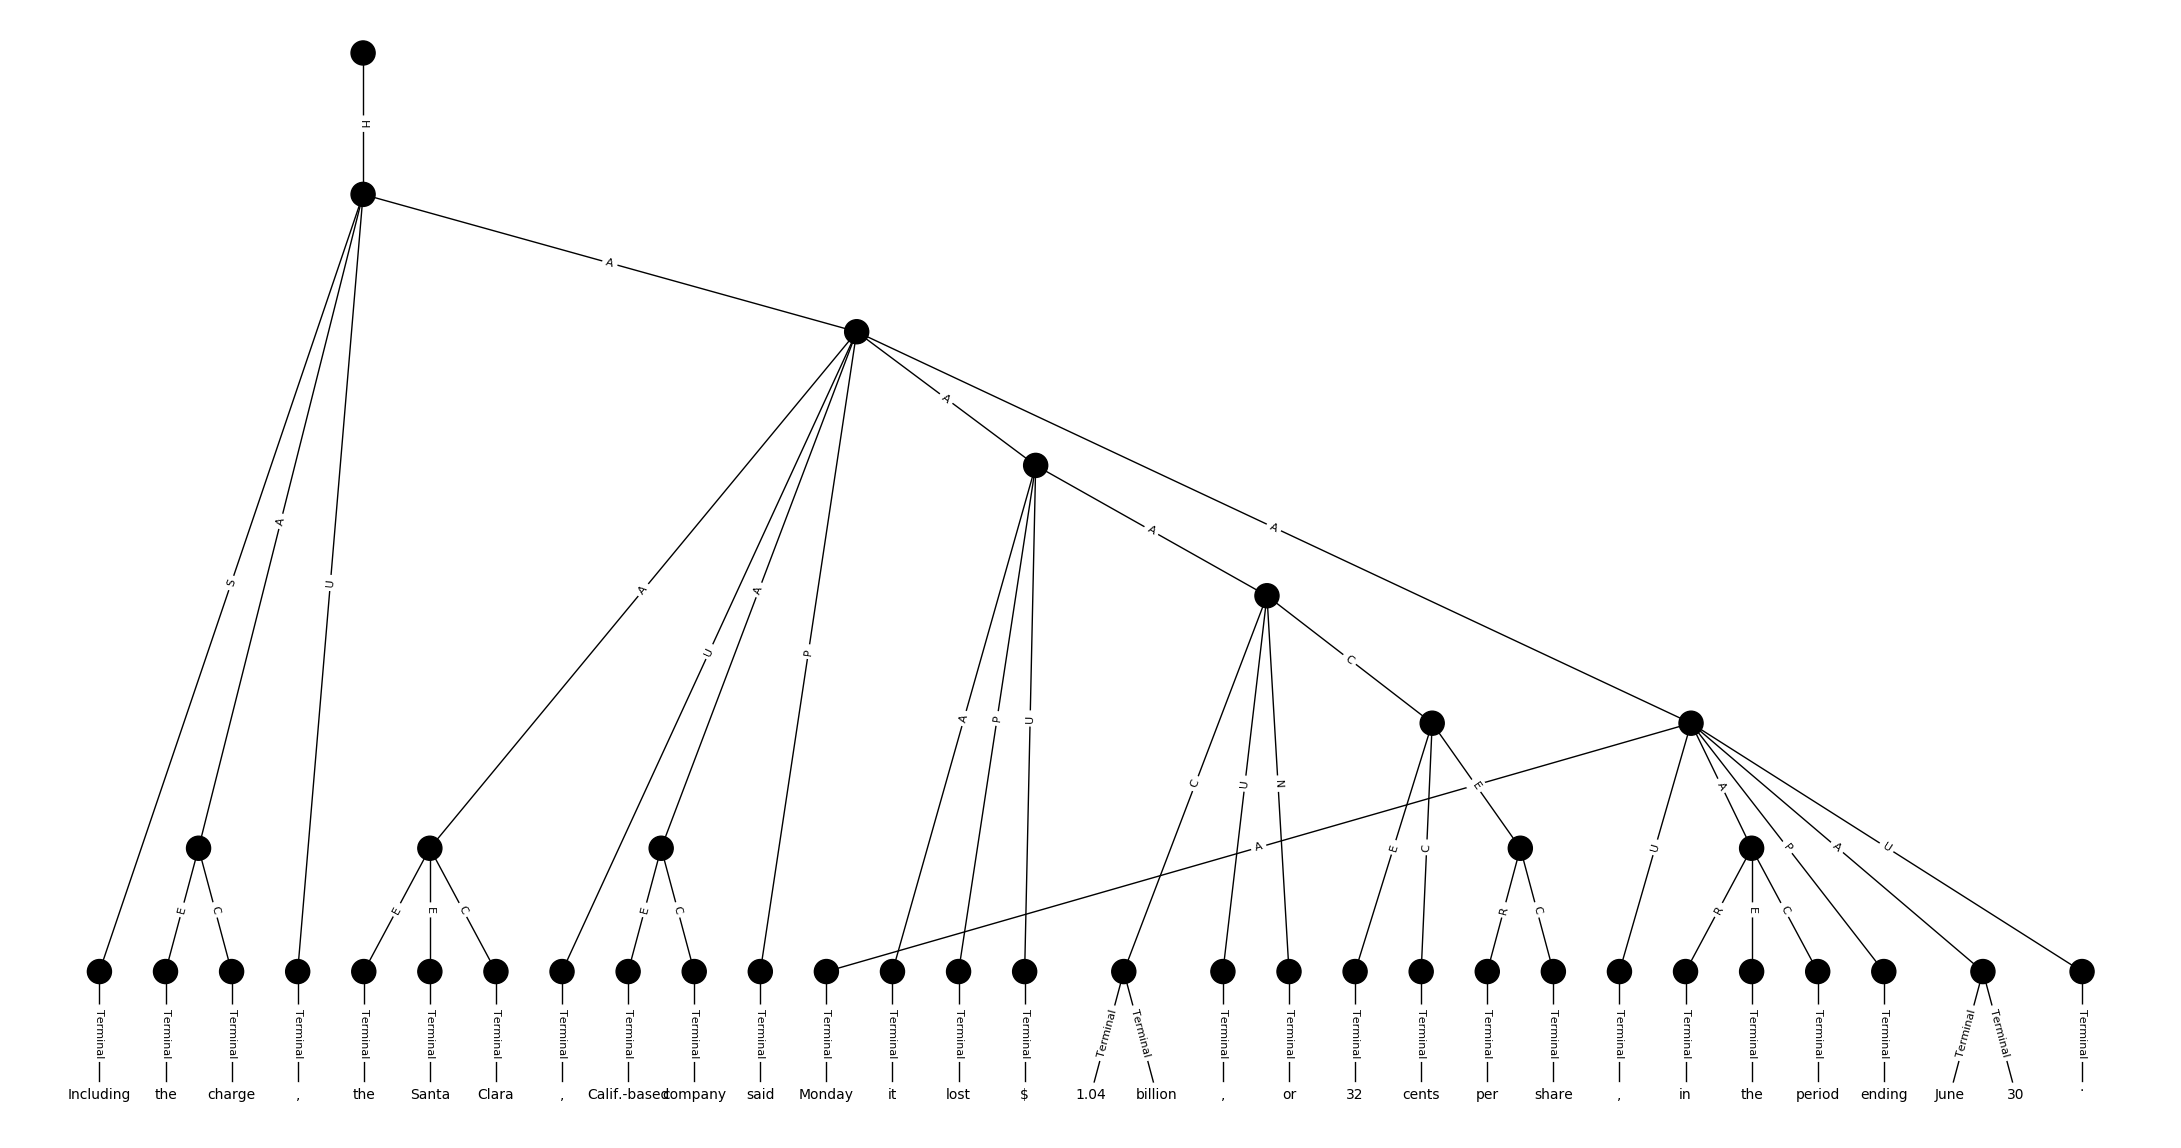 H
A
S
A
U
A
A
A
U
A
P
A
A
P
U
C
U
N
C
E
C
E
A
U
A
P
A
U
E
C
E
E
C
E
C
R
C
R
E
C
Terminal Terminal Terminal Terminal Terminal Terminal Terminal Terminal Terminal Terminal Terminal Terminal Terminal Terminal Terminal Terminal Terminal Terminal Terminal Terminal Terminal Terminal Terminal Terminal Terminal Terminal Terminal Terminal Terminal Terminal Terminal
Including the charge , the Santa Clara , Calif.-based company said Monday it lost $ 1.04 billion , or 32 cents per share , in the period ending June 30 .